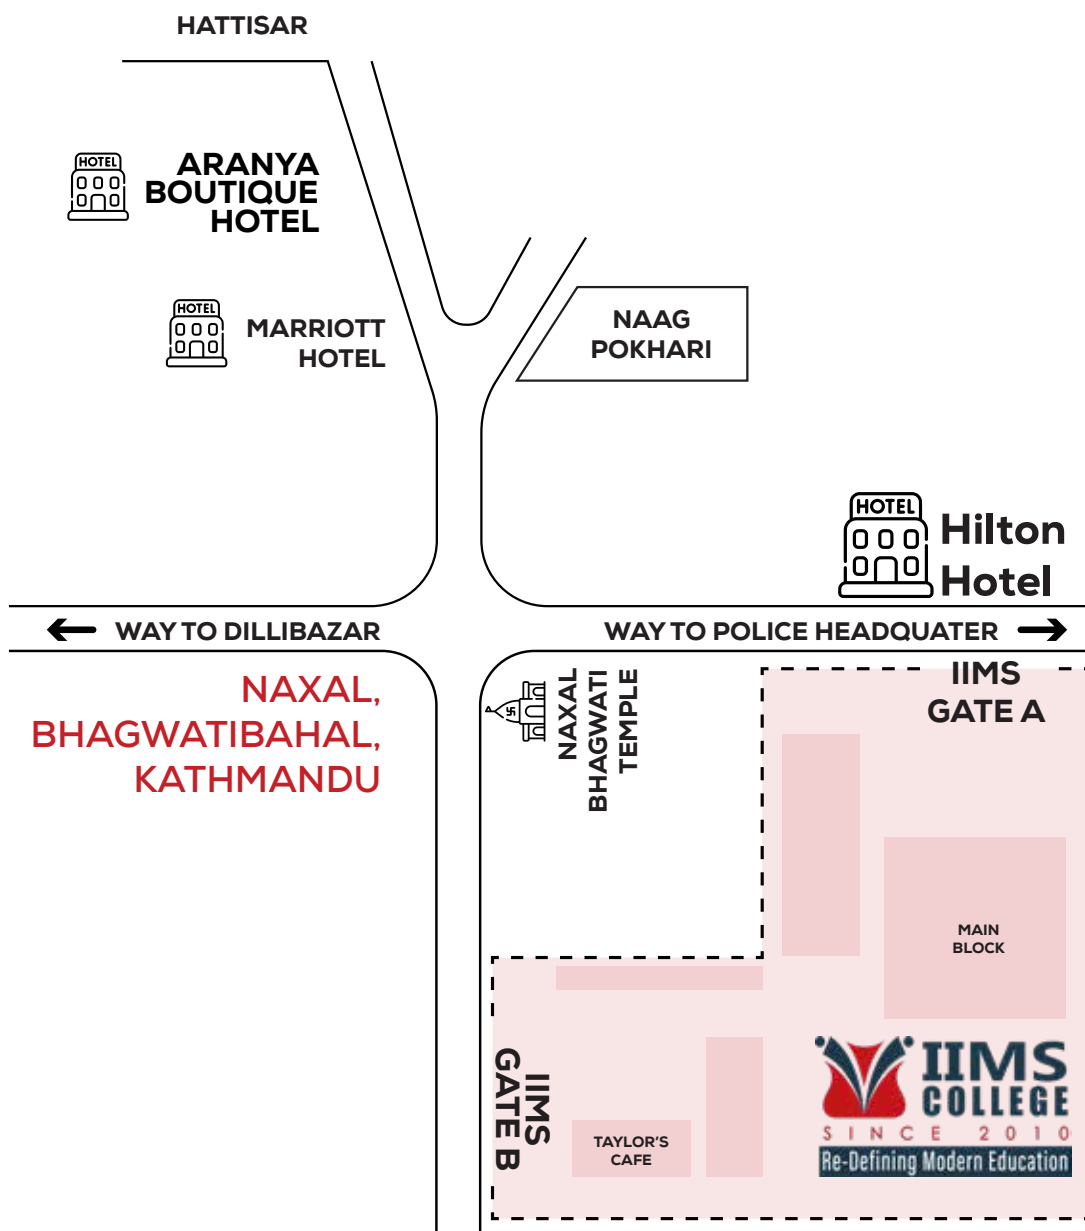 HATTISAR
HOTEL
ARANYA
BOUTIQUE
HOTEL
HOTEL
MARRIOTT
HOTEL
NAAG
POKHARI
HOTEL
Hilton
Hotel
WAY TO DILLIBAZAR
WAY TO POLICE HEADQUATER
NAXAL,
BHAGWATIBAHAL,
KATHMANDU
NAXAL
BHAGWATI
TEMPLE
IIMS
GATE A
MAIN
BLOCK
IIMS
GATE B
TAYLOR'S
CAFE
IIMS
COLLEGE
SINCE 2010
Re-Defining Modern Education